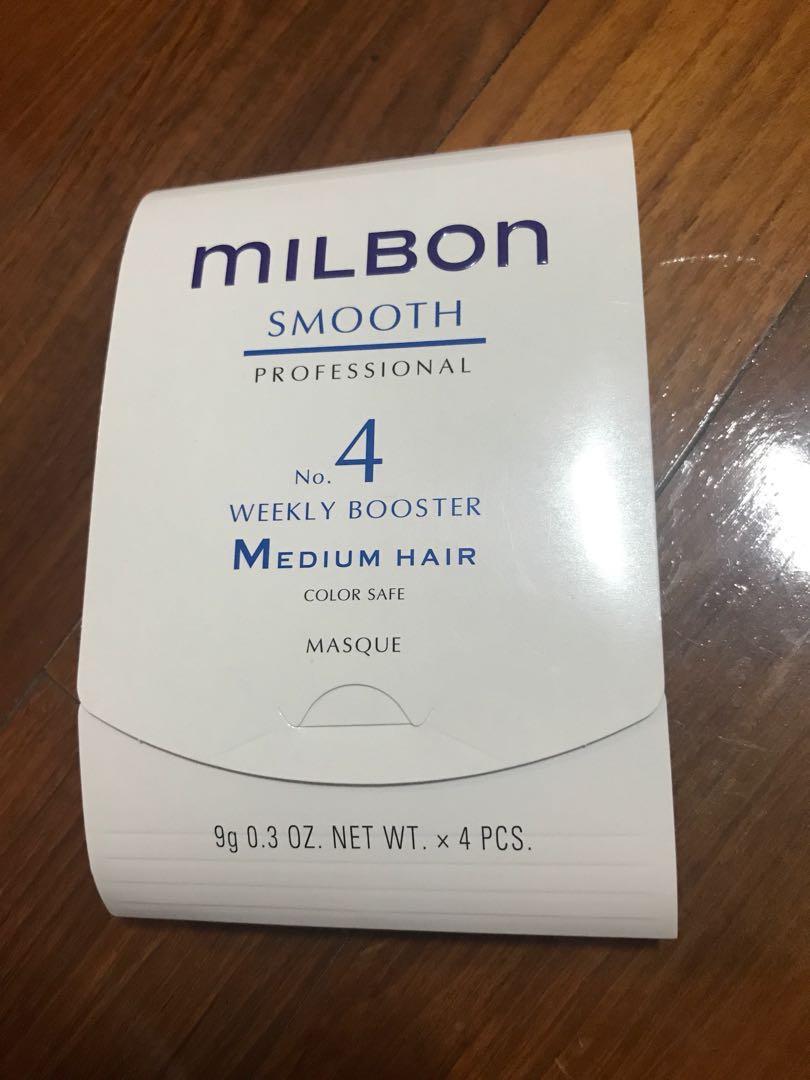 mILBon
SMOOTH
PROFESSIONAL
No. 4
WEEKLY BOOSTER
MEDIUM HAIR
COLOR SAFE
MASQUE
9g 0.3 OZ. NET WT. × 4 PCS.